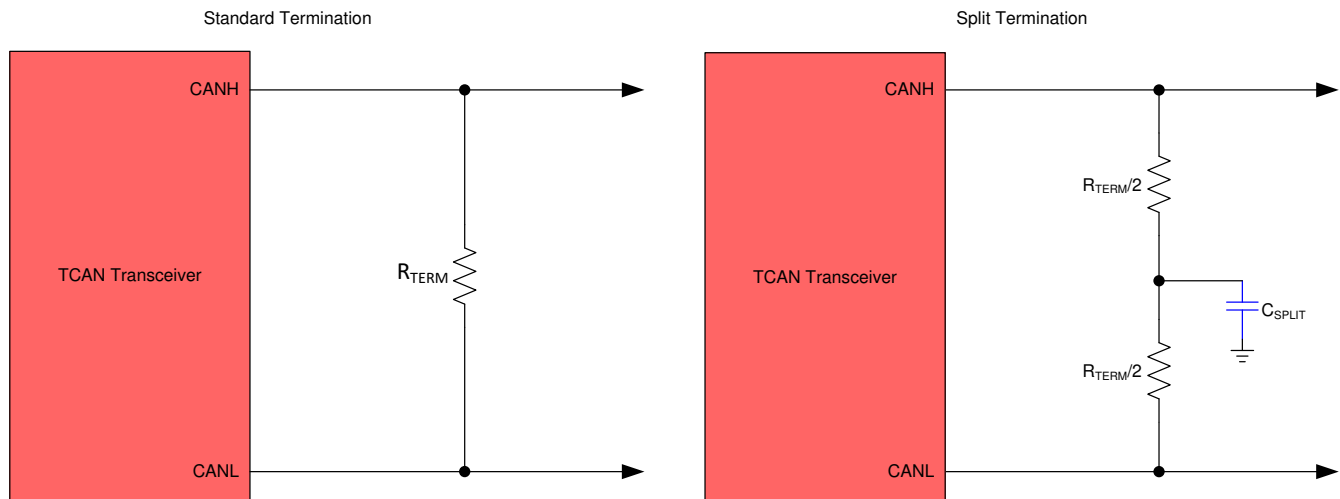 Standard Termination
CANH
TCAN Transceiver
RTERM
CANL
Split Termination
CANH
RTERM/2
TCAN Transceiver
CSPLIT
RTERM/2
CANL